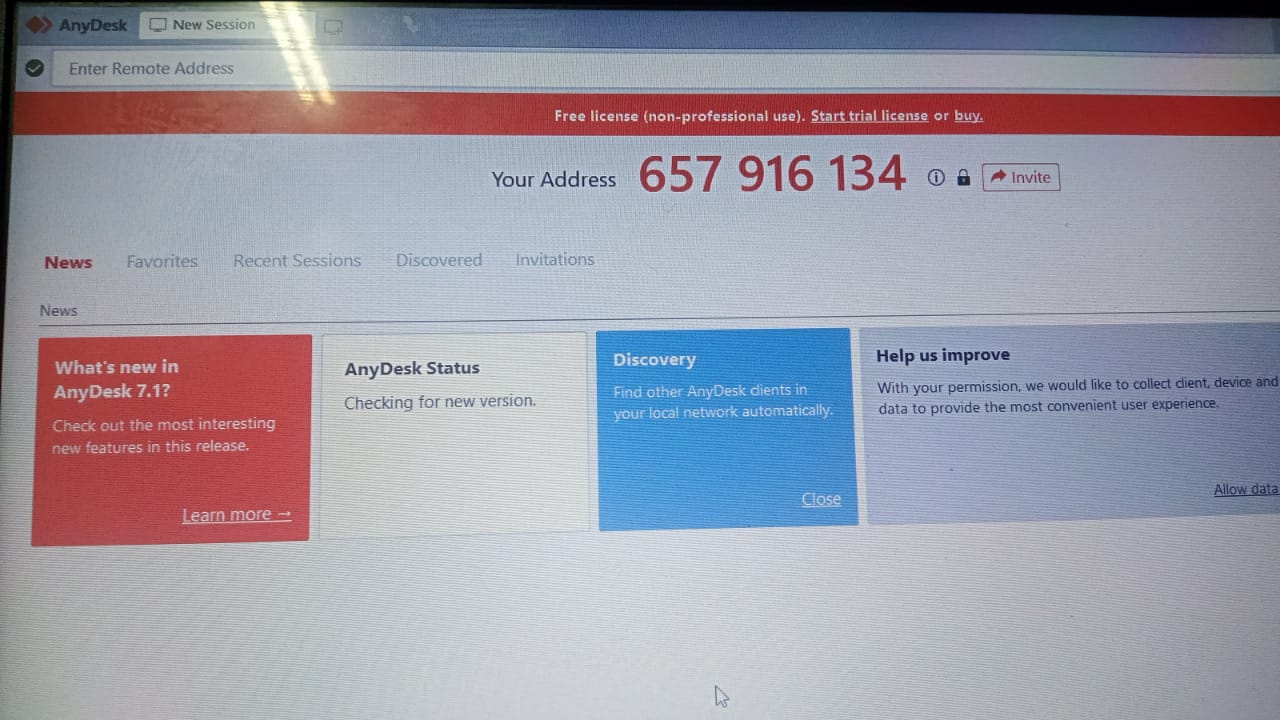 AnyDesk
New Session
Enter Remote Address
Free license (non-professional use). Start trial license or buy.
Your Address 657 916 134 Invite
News Favorites Recent Sessions Discovered Invitations
News
What's new in
AnyDesk 7.1?
Check out the most interesting
new features in this release.
Learn more →
AnyDesk Status
Checking for new version.
Discovery
Find other AnyDesk clients in
your local network automatically.
Close
Help us improve
With your permission, we would like to collect client, device and
data to provide the most convenient user experience.
Allow data